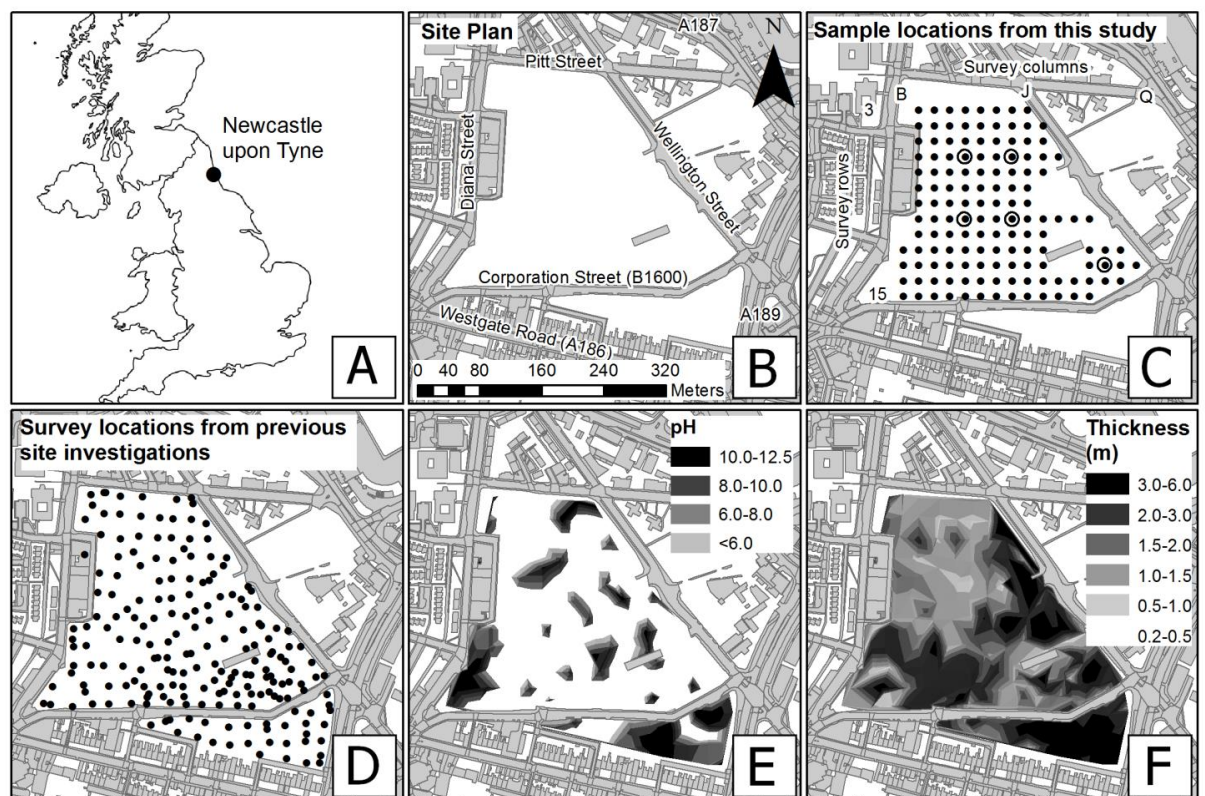 Newcastle
upon Tyne
A
Site Plan
A187
N
Pitt Street
Diana Street
Wellington Street
Corporation Street (B1600)
A189
Westgate Road (A186)
0 40 80 160 240 320
Meters
B
Sample locations from this study
Survey columns
B
J
Q
3
Survey rows
15
C
Survey locations from previous
site investigations
D
pH
10.0-12.5
8.0-10.0
6.0-8.0
<6.0
E
Thickness
(m)
3.0-6.0
2.0-3.0
1.5-2.0
1.0-1.5
0.5-1.0
0.2-0.5
F